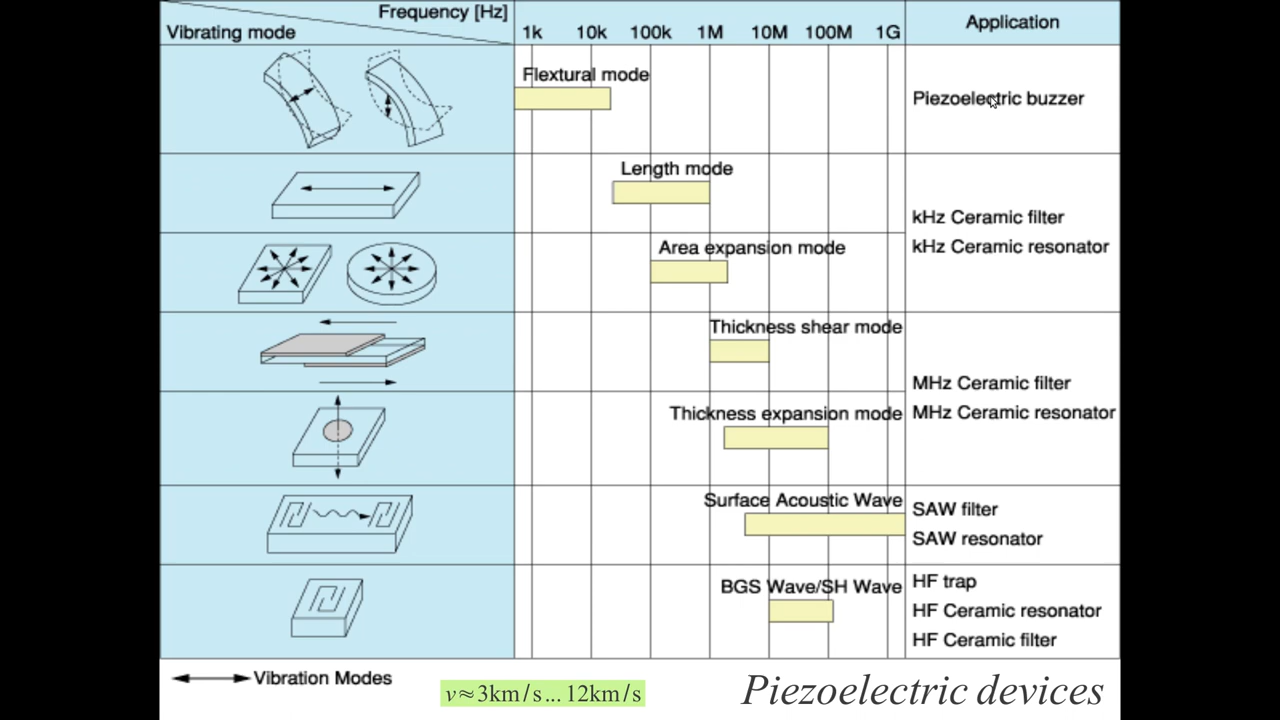 Frequency [Hz]
Vibrating mode
1k 10k 100k 1M 10M 100M 1G
Application
Flextural mode
Piezoelectric buzzer
Length mode
kHz Ceramic filter
kHz Ceramic resonator
Area expansion mode
Thickness shear mode
MHz Ceramic filter
MHz Ceramic resonator
Thickness expansion mode
Surface Acoustic Wave
SAW filter
SAW resonator
BGS Wave/SH Wave
HF trap
HF Ceramic resonator
HF Ceramic filter
Vibration Modes
v≈3km/s...12km/s
Piezoelectric devices